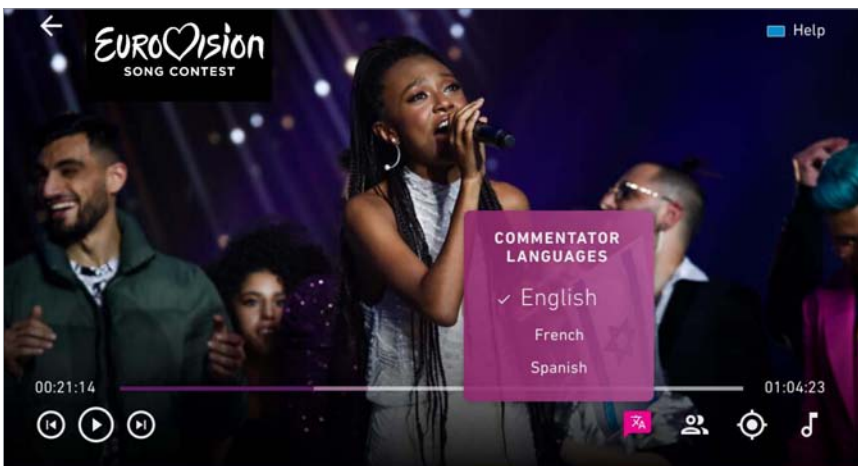 EUROVISION
SONG CONTEST
Help
COMMENTATOR
LANGUAGES
✓ English
French
Spanish
00:21:14
01:04:23